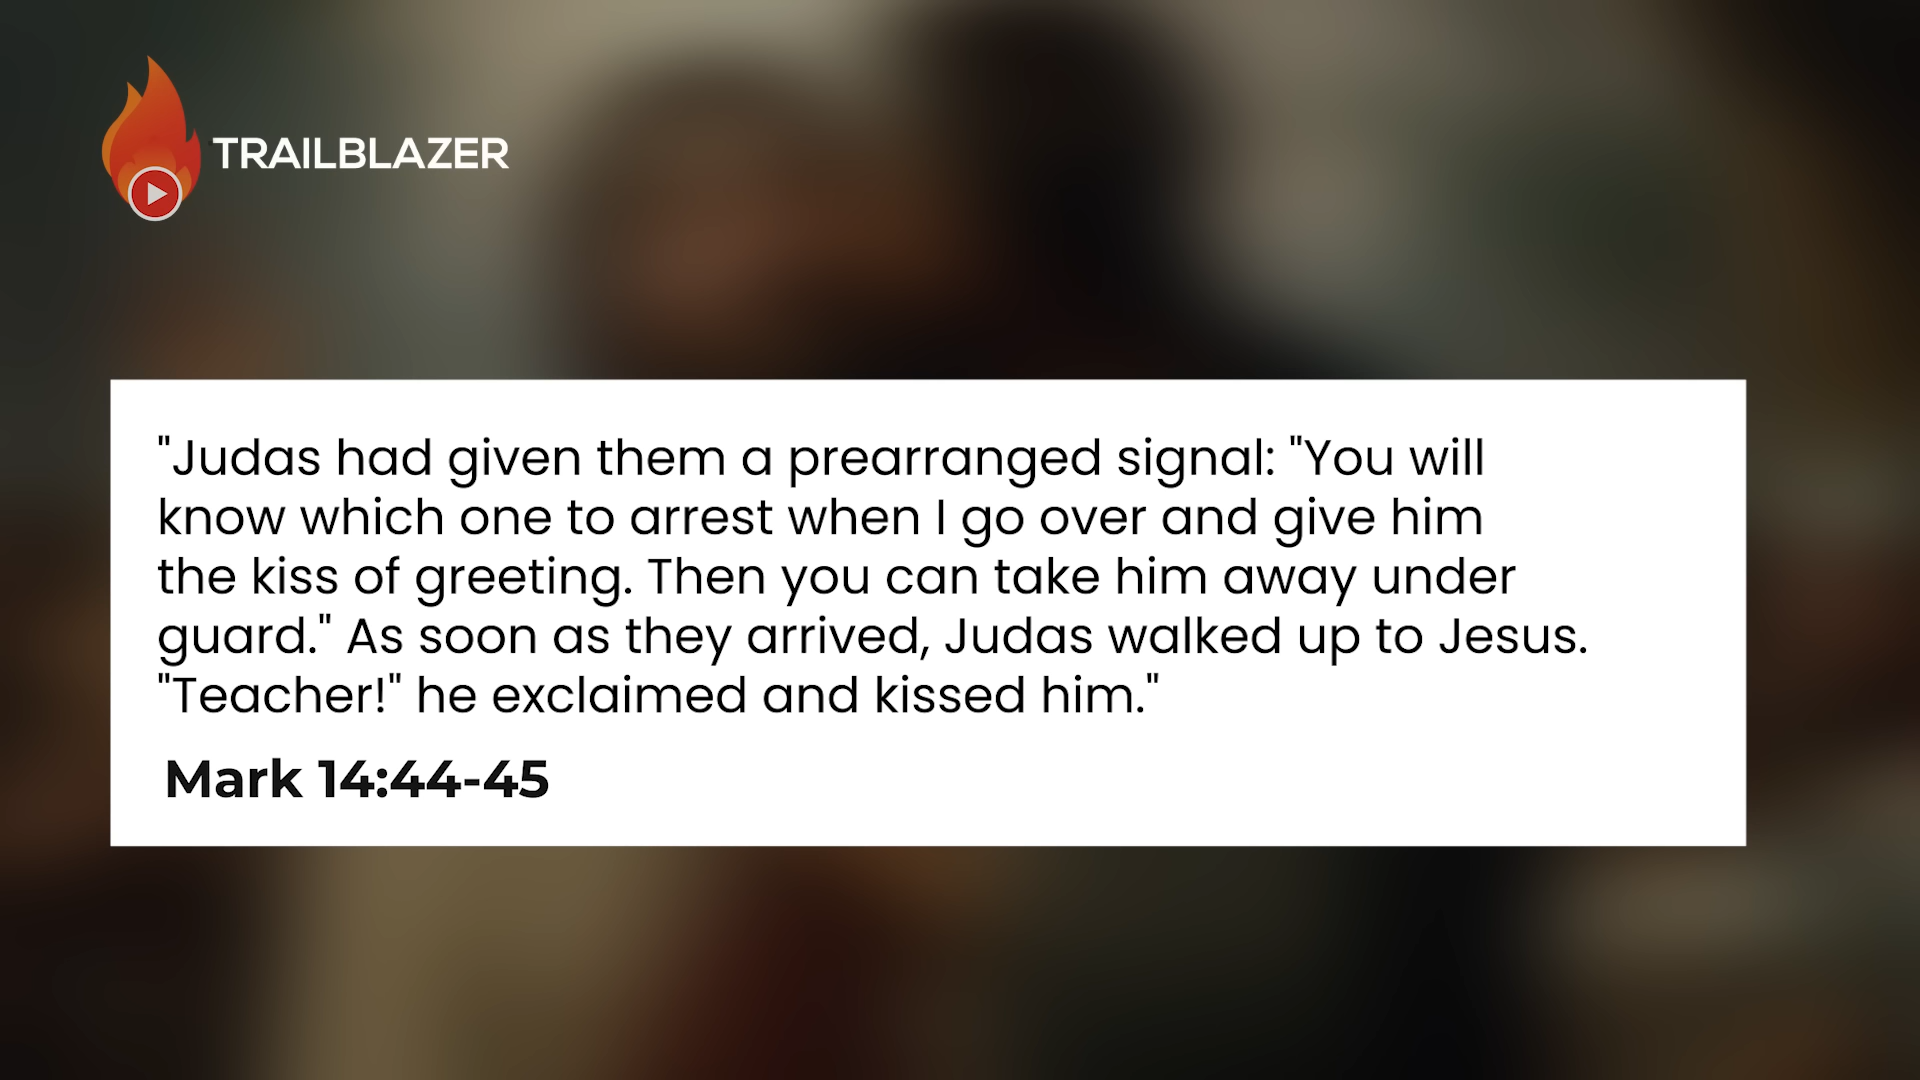 TRAILBLAZER
"Judas had given them a prearranged signal: "You will
know which one to arrest when I go over and give him
the kiss of greeting. Then you can take him away under
guard." As soon as they arrived, Judas walked up to Jesus.
"Teacher!" he exclaimed and kissed him."
Mark 14:44-45